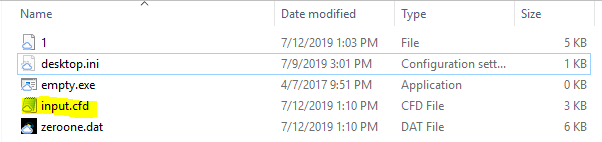 Name Date modified Type Size
1 7/12/2019 1:03 PM File 5 KB
desktop.ini 7/9/2019 3:01 PM Configuration sett... 1 KB
empty.exe 4/7/2017 9:51 PM Application 0 KB
input.cfd 7/12/2019 1:10 PM CFD File 3 KB
zeroone.dat 7/12/2019 1:10 PM DAT File 6 KB